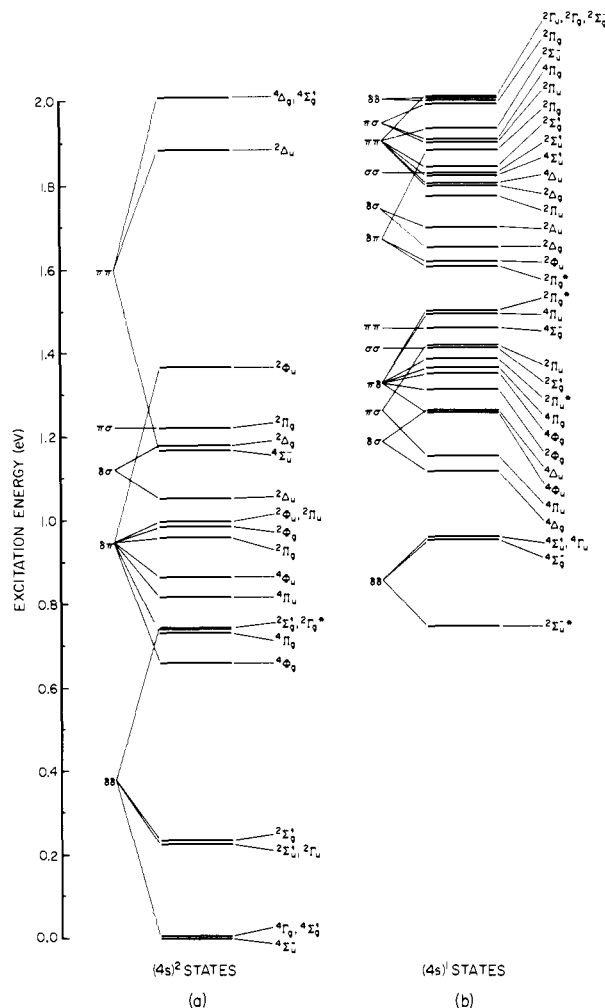 EXCITATION ENERGY (eV)
2.0
1.8
1.6
1.4
1.2
1.0
0.8
0.6
0.4
0.2
0.0
ππ
πσ
δσ
δπ
δδ
⁴Δg, ⁴Σg⁺
²Δu
²Φu
²Πg
²Δg
⁴Σu⁻
²Δu
²Φu, ²Πu
²Φg
²Πg
⁴Φu
⁴Πu
²Σg⁺, ²Γg*
⁴Πg
⁴Φg
²Σg⁺
²Σu⁺, ²Γu
⁴Γg, ⁴Σg⁺
⁴Σu⁻
(4s)² STATES
(a)
δδ
πσ
ππ
σσ
δσ
δπ
ππ
σσ
πδ
πσ
δσ
δδ
²Γu, ²Γg, ²Σg⁻
²Πg
²Σu⁻
⁴Πg
²Πu
²Πg
²Σg⁺
²Σu⁺
⁴Σu⁺
⁴Δu
²Δg
²Πu
²Δu
²Δg
²Φu
²Πg*
²Πg*
⁴Πu
⁴Σg⁻
²Πu
²Σg⁺
²Πu*
⁴Πg
⁴Φg
²Φg
⁴Δu
⁴Φu
⁴Πu
⁴Δg
⁴Σu⁺, ⁴Γu
⁴Σg⁻
²Σu⁻*
(4s)¹ STATES
(b)